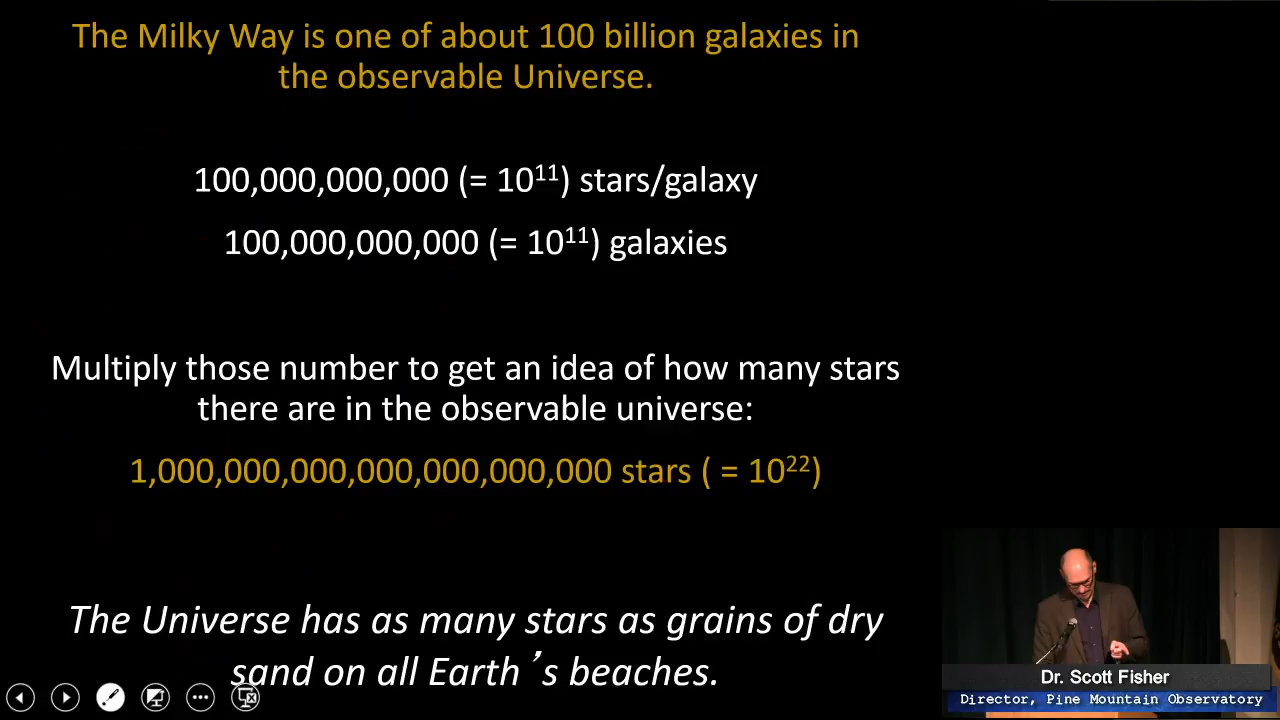 The Milky Way is one of about 100 billion galaxies in
the observable Universe.
100,000,000,000 (= 10¹¹) stars/galaxy
100,000,000,000 (= 10¹¹) galaxies
Multiply those number to get an idea of how many stars
there are in the observable universe:
1,000,000,000,000,000,000,000 stars ( = 10²²)
The Universe has as many stars as grains of dry
sand on all Earth’s beaches.
Dr. Scott Fisher
Director, Pine Mountain Observatory